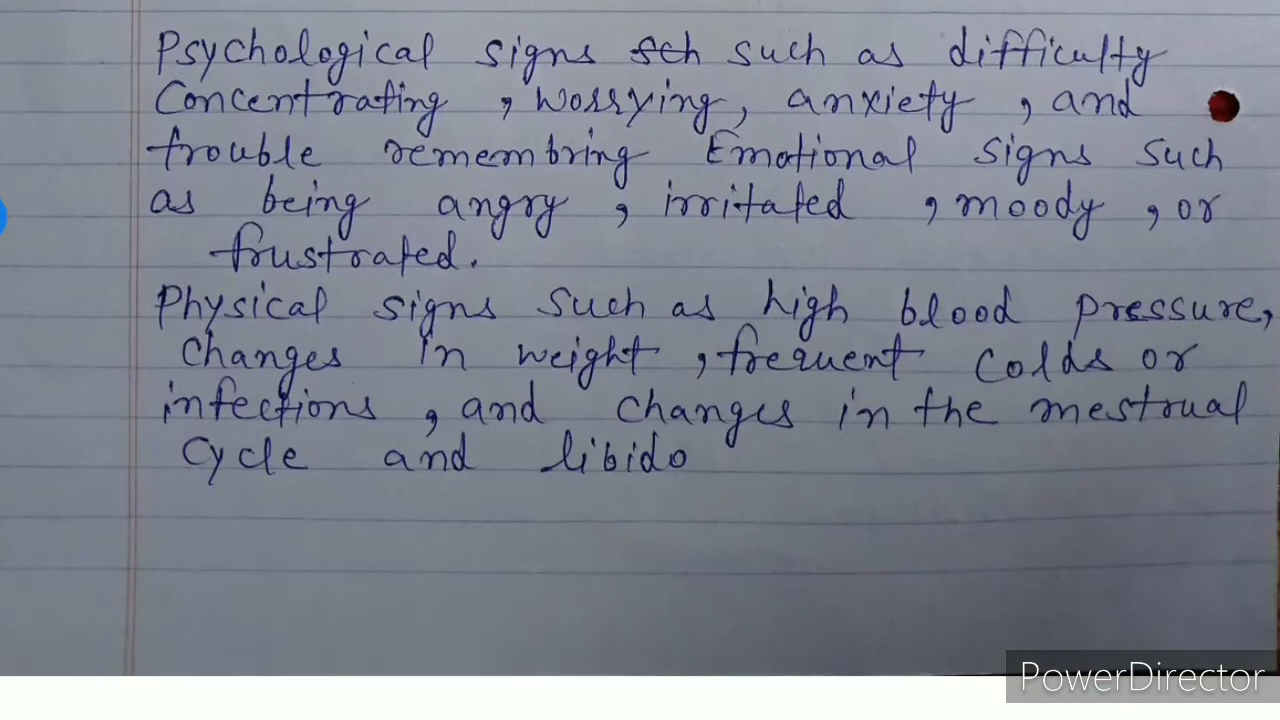 Psychological signs sch such as difficulty
Concentrating , worrying, anxiety , and
trouble remembring Emotional signs such
as being angry , irritated , moody , or
frustrated.
Physical signs such as high blood pressure,
changes in weight , frequent colds or
infections , and changes in the mestrual
cycle and libido
PowerDirector